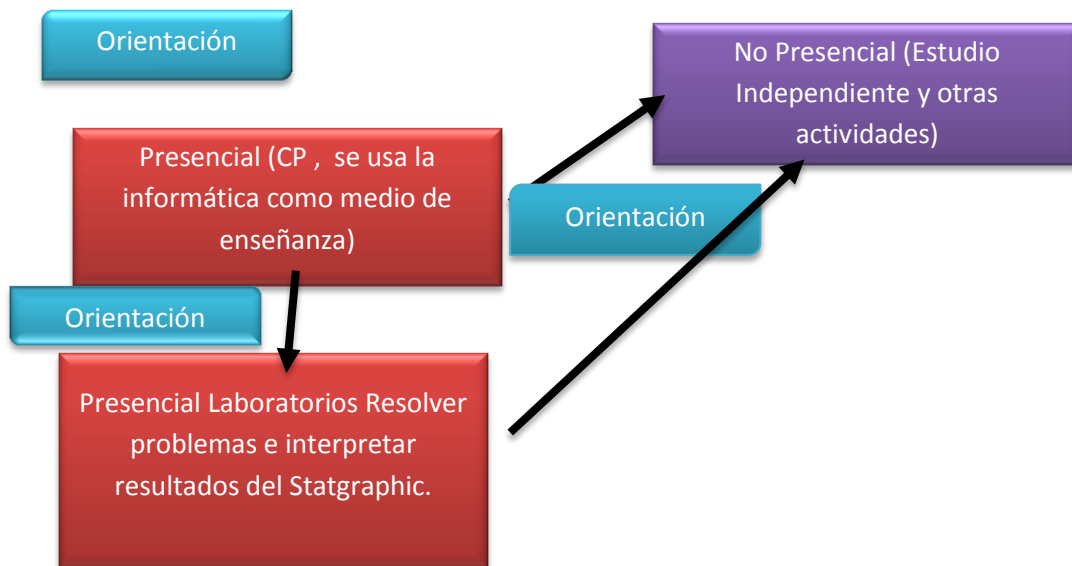 Orientación
No Presencial (Estudio
Independiente y otras
actividades)
Presencial (CP , se usa la
informática como medio de
enseñanza)
Orientación
Orientación
Presencial Laboratorios Resolver
problemas e interpretar
resultados del Statgraphic.